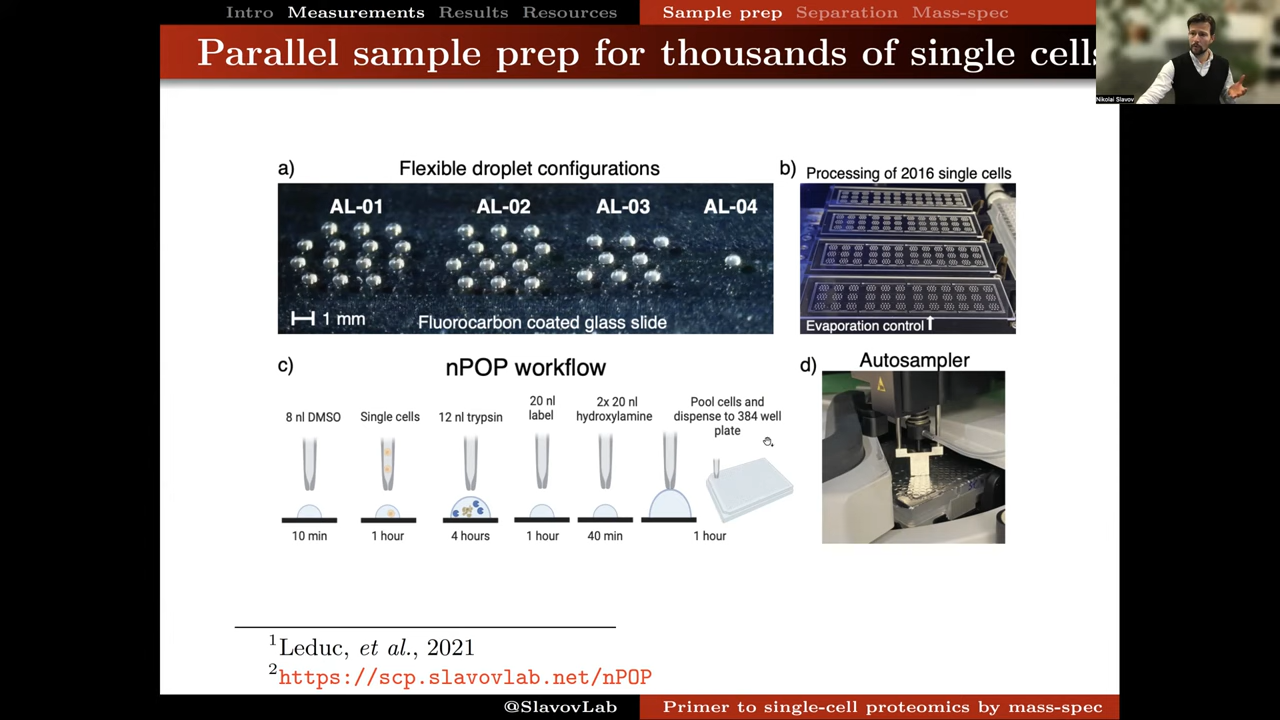 Intro Measurements Results Resources Sample prep Separation Mass-spec
Parallel sample prep for thousands of single cells
Nikolai Slavov
a) Flexible droplet configurations
AL-01 AL-02 AL-03 AL-04
1 mm
Fluorocarbon coated glass slide
b) Processing of 2016 single cells
Evaporation control
c) nPOP workflow
8 nl DMSO
Single cells
12 nl trypsin
20 nl
label
2x 20 nl
hydroxylamine
Pool cells and
dispense to 384 well
plate
10 min 1 hour 4 hours 1 hour 40 min 1 hour
d) Autosampler
1Leduc, et al., 2021
2https://scp.slavovlab.net/nPOP
@SlavovLab Primer to single-cell proteomics by mass-spec